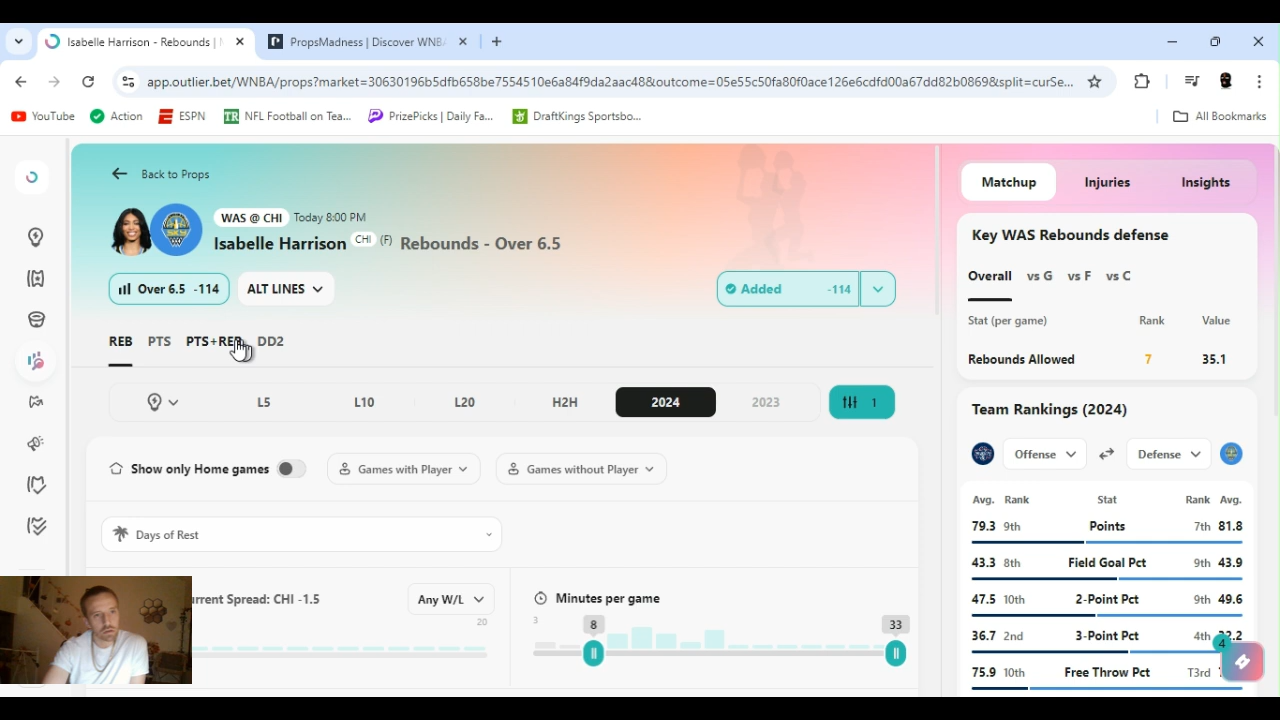 Isabelle Harrison - Rebounds |
PropsMadness | Discover WNB
app.outlier.bet/WNBA/props?market=30630196b5dfb658be7554510e6a84f9da2aac48&outcome=05e55c50fa80f0ace126e6cdfd00a67dd82b0869&split=curSe...
YouTube
Action
ESPN
NFL Football on Tea...
PrizePicks | Daily Fa...
DraftKings Sportsbo...
All Bookmarks
Back to Props
WAS @ CHI Today 8:00 PM
Isabelle Harrison CHI (F) Rebounds - Over 6.5
Over 6.5 -114
ALT LINES
Added -114
REB PTS PTS+REB DD2
L5 L10 L20 H2H 2024 2023 1
Show only Home games
Games with Player
Games without Player
Days of Rest
Current Spread: CHI -1.5
Any W/L
20
Minutes per game
3
8
33
Matchup Injuries Insights
Key WAS Rebounds defense
Overall vs G vs F vs C
Stat (per game) Rank Value
Rebounds Allowed 7 35.1
Team Rankings (2024)
Offense Defense
Avg. Rank Stat Rank Avg.
79.3 9th Points 7th 81.8
43.3 8th Field Goal Pct 9th 43.9
47.5 10th 2-Point Pct 9th 49.6
36.7 2nd 3-Point Pct 4th
4
75.9 10th Free Throw Pct T3rd